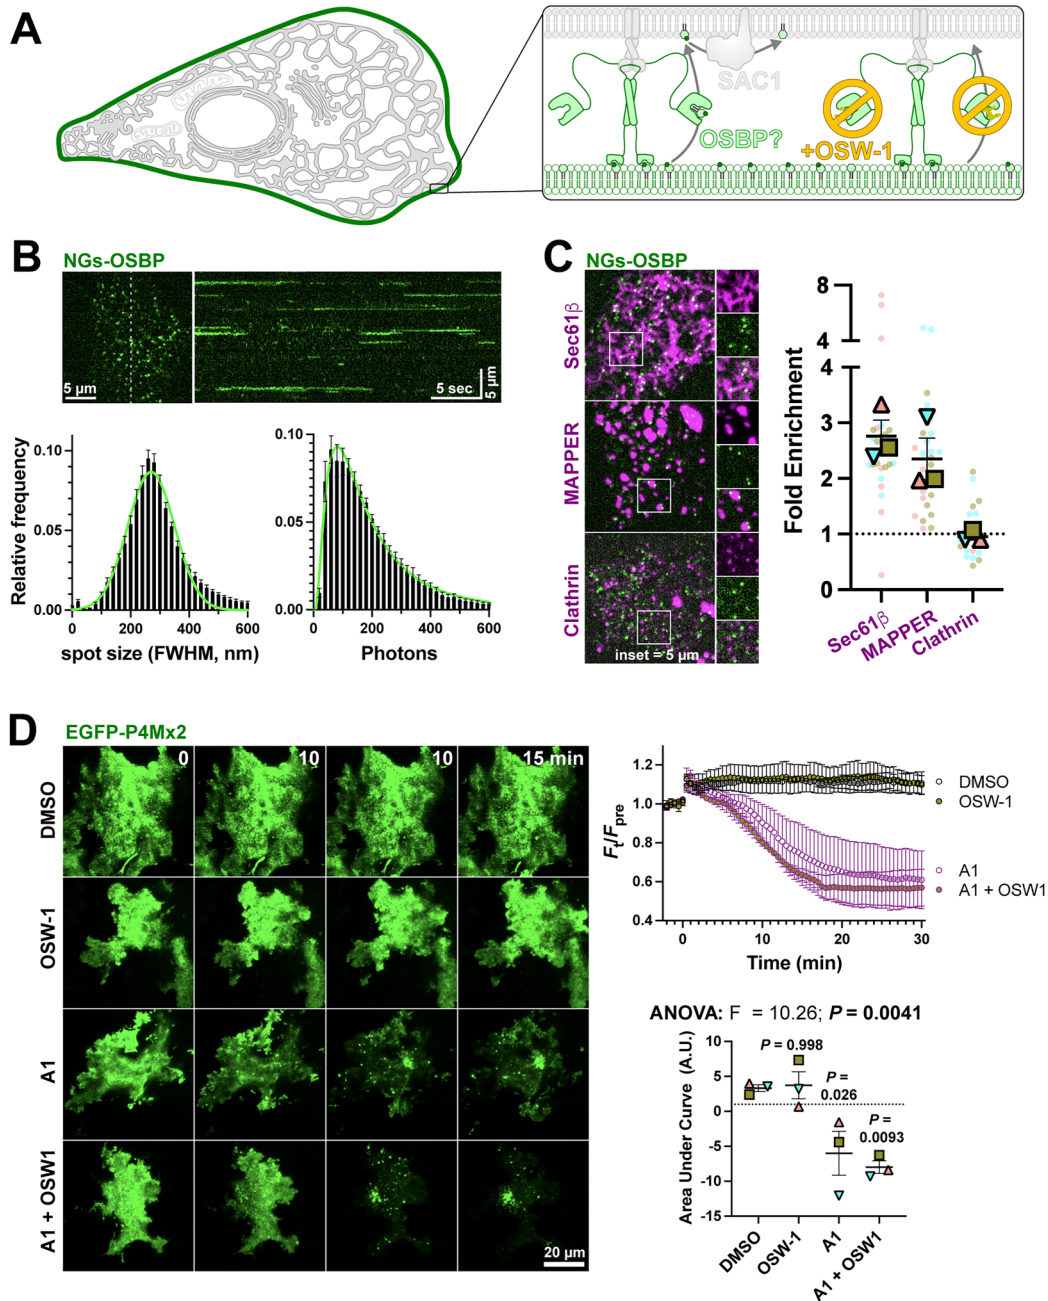 A
SAC1
OSBP?
+OSW-1
B
NGs-OSBP
5 µm
5 sec
5 µm
Relative frequency
0.10
0.05
0.00
0
200
400
600
spot size (FWHM, nm)
0.10
0.05
0.00
0
200
400
600
Photons
C
NGs-OSBP
Sec61β
MAPPER
Clathrin
inset = 5 µm
Fold Enrichment
8
4
4
3
2
1
0
Sec61β
MAPPER
Clathrin
D
EGFP-P4Mx2
0
10
10
15 min
DMSO
OSW-1
A1
A1 + OSW1
20 µm
Ft/Fpre
1.2
1.0
0.8
0.6
0.4
0
10
20
30
Time (min)
DMSO
OSW-1
A1
A1 + OSW1
ANOVA: F = 10.26; P = 0.0041
Area Under Curve (A.U.)
10
5
0
-5
-10
-15
P = 0.998
P =
0.026
P =
0.0093
DMSO
OSW-1
A1
A1 + OSW1